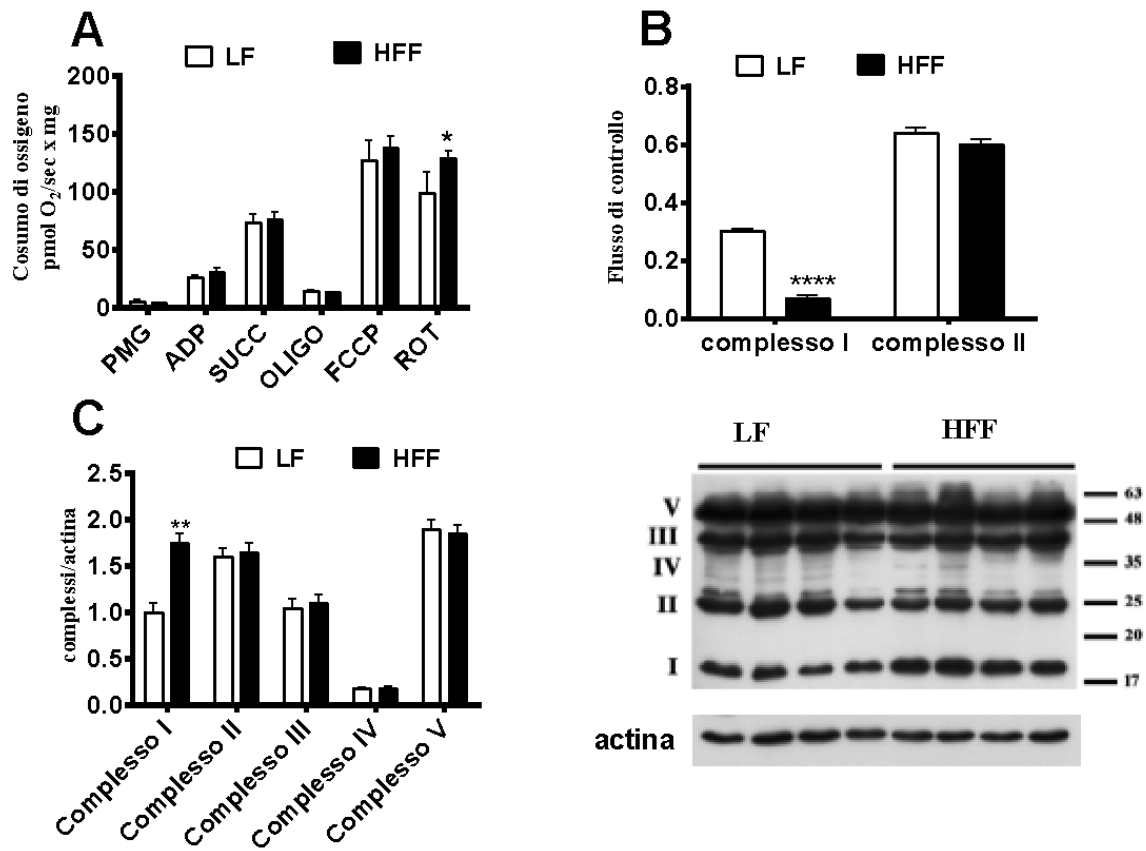 A
LF HFF
Cosumo di ossigeno
pmol O2/sec x mg
200
150
100
50
0
*
PMG ADP SUCC OLIGO FCCP ROT
B
LF HFF
Flusso di controllo
0.8
0.6
0.4
0.2
0.0
****
complesso I complesso II
C
LF HFF
complessi/actina
2.5
2.0
1.5
1.0
0.5
0.0
**
Complesso I Complesso II Complesso III Complesso IV Complesso V
LF HFF
V
III
IV
II
I
63
48
35
25
20
17
actina